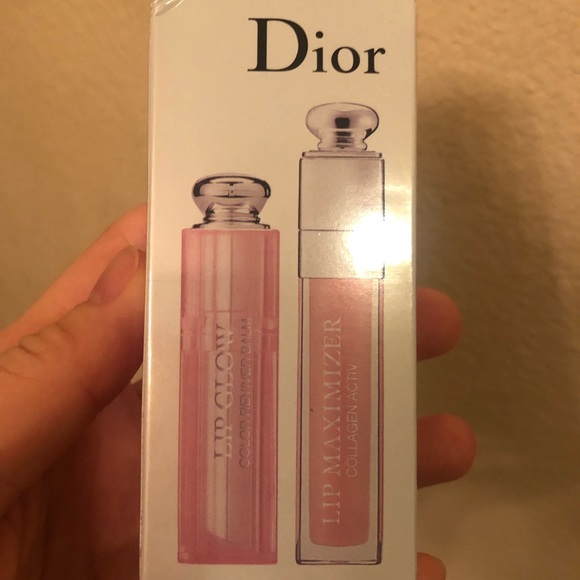 Dior
LIP GLOW
COLOR REVIVER BALM
LIP MAXIMIZER
COLLAGEN ACTIV